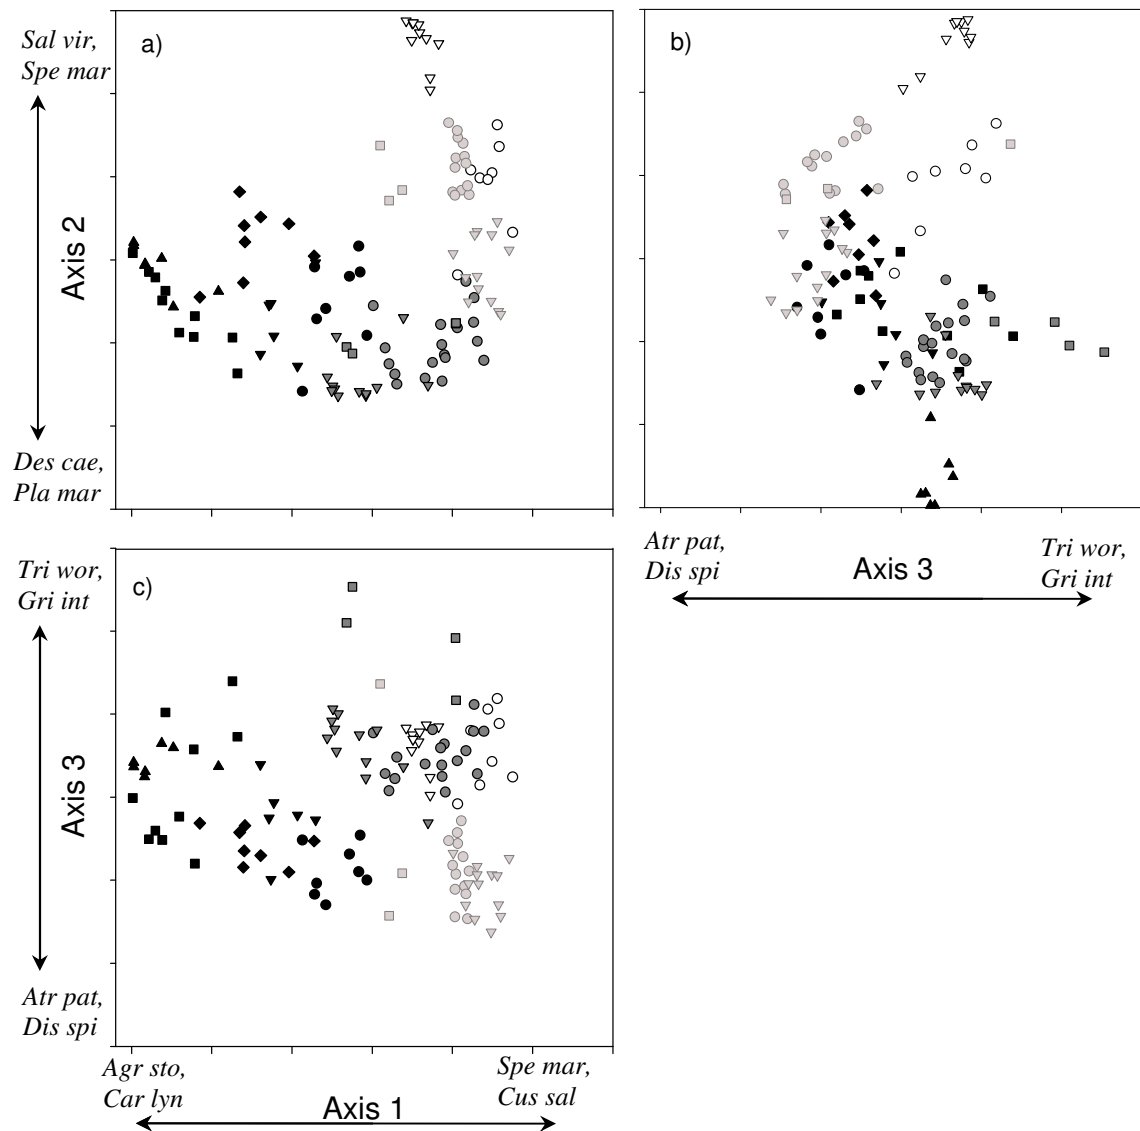 Sal vir,
Spe mar
a)
Axis 2
Des cae,
Pla mar
b)
Atr pat,
Dis spi
Axis 3
Tri wor,
Gri int
Tri wor,
Gri int
c)
Axis 3
Atr pat,
Dis spi
Agr sto,
Car lyn
Axis 1
Spe mar,
Cus sal